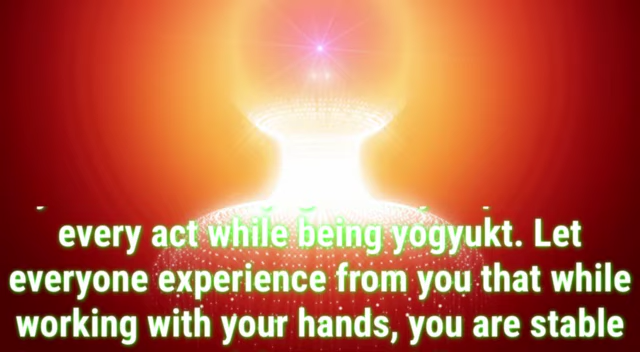 every act while being yogyukt. Let
everyone experience from you that while
working with your hands, you are stable